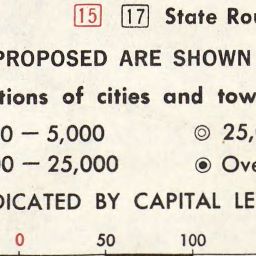 15 17 State Rou
PROPOSED ARE SHOWN
tions of cities and tow
0 — 5,000 ◎ 25,
00 — 25,000 ◉ Ove
DICATED BY CAPITAL LE
0 50 100